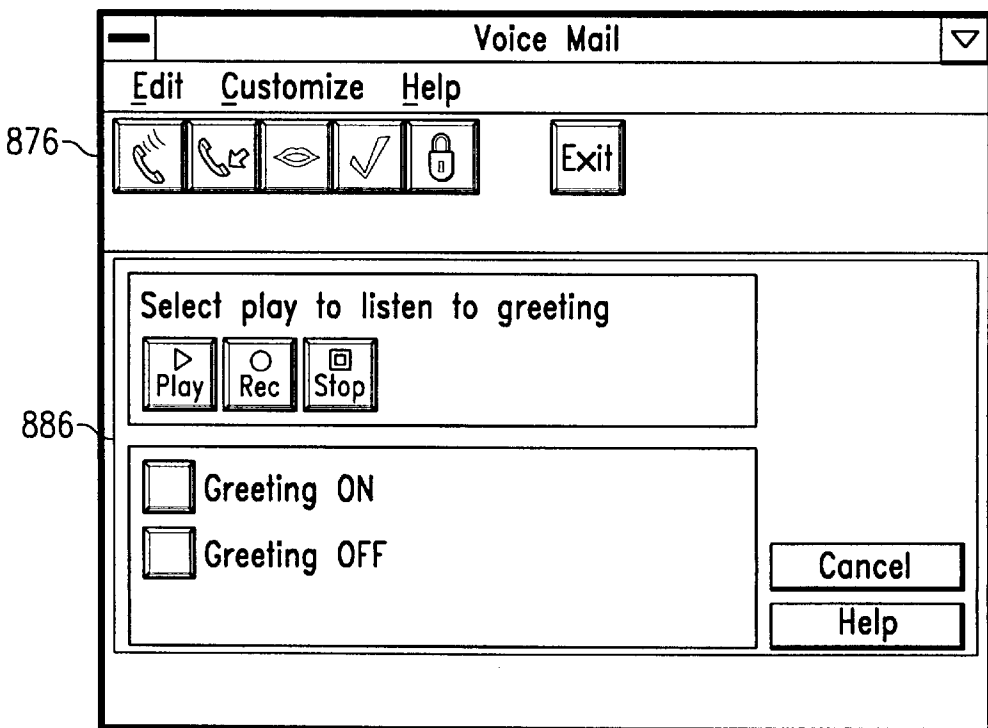 Voice Mail
Edit Customize Help
876
Exit
Select play to listen to greeting
Play Rec Stop
886
Greeting ON
Greeting OFF
Cancel
Help